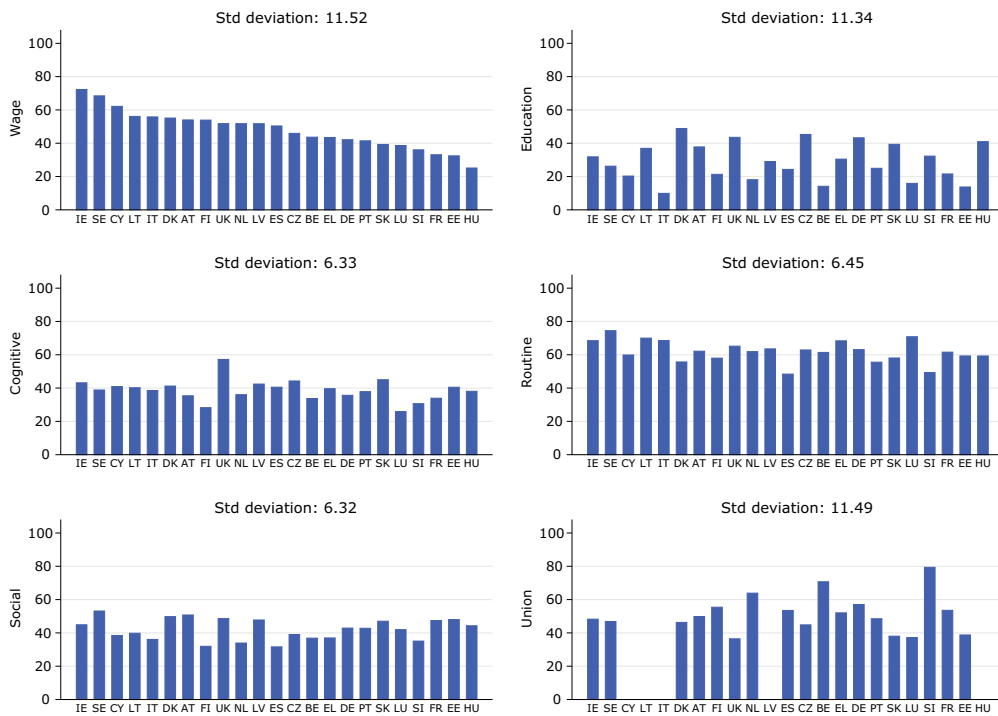 Std deviation: 11.52
Wage
100
80
60
40
20
0
IE SE CY LT IT DK AT FI UK NL LV ES CZ BE EL DE PT SK LU SI FR EE HU
Std deviation: 11.34
Education
100
80
60
40
20
0
IE SE CY LT IT DK AT FI UK NL LV ES CZ BE EL DE PT SK LU SI FR EE HU
Std deviation: 6.33
Cognitive
100
80
60
40
20
0
IE SE CY LT IT DK AT FI UK NL LV ES CZ BE EL DE PT SK LU SI FR EE HU
Std deviation: 6.45
Routine
100
80
60
40
20
0
IE SE CY LT IT DK AT FI UK NL LV ES CZ BE EL DE PT SK LU SI FR EE HU
Std deviation: 6.32
Social
100
80
60
40
20
0
IE SE CY LT IT DK AT FI UK NL LV ES CZ BE EL DE PT SK LU SI FR EE HU
Std deviation: 11.49
Union
100
80
60
40
20
0
IE SE CY LT IT DK AT FI UK NL LV ES CZ BE EL DE PT SK LU SI FR EE HU